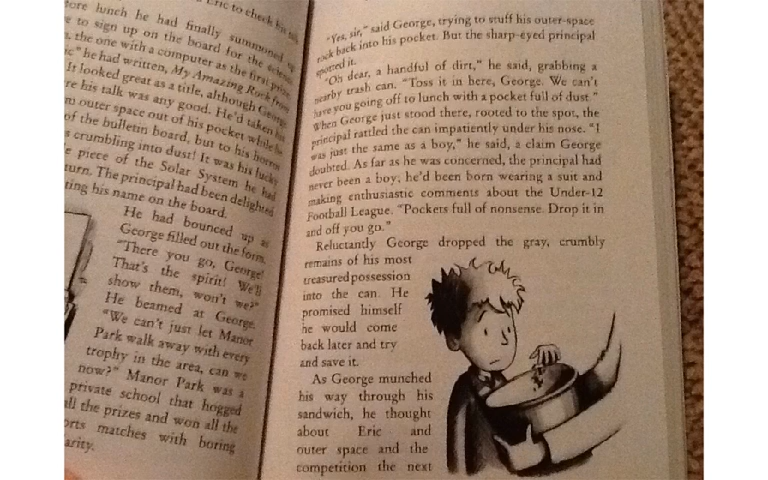 Eric to check
lunch he had finally summoned up
to sign up on the board for the
the one with a computer as the first
he had written, My Amazing Rock from
It looked great as a title, although George
his talk was any good. He'd taken his
outer space out of his pocket while he
of the bulletin board, but to his horror
crumbling into dust! It was his lucky
piece of the Solar System he had
The principal had been delighted
his name on the board.
He had bounced up as
George filled out the form.
"There you go, George!
That's the spirit! We'll
show them, won't we?"
He beamed at George.
"We can't just let Manor
Park walk away with every
trophy in the area, can we
now?" Manor Park was a
private school that hogged
all the prizes and won all the
matches with boring
"Yes, sir," said George, trying to stuff his outer-space
rock back into his pocket. But the sharp-eyed principal
spotted it.
"Oh dear, a handful of dirt," he said, grabbing a
nearby trash can. "Toss it in here, George. We can't
have you going off to lunch with a pocket full of dust."
When George just stood there, rooted to the spot, the
principal rattled the can impatiently under his nose. "I
was just the same as a boy," he said, a claim George
doubted. As far as he was concerned, the principal had
never been a boy; he'd been born wearing a suit and
making enthusiastic comments about the Under-12
Football League. "Pockets full of nonsense. Drop it in
and off you go."
Reluctantly George dropped the gray, crumbly
remains of his most
treasured possession
into the can. He
promised himself
he would come
back later and try
and save it.
As George munched
his way through his
sandwich, he thought
about Eric and
outer space and the
competition the next